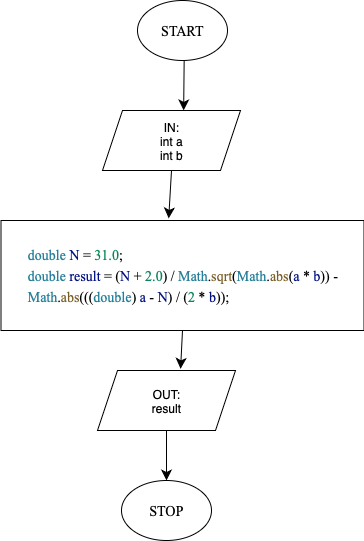 START
IN:
int a
int b
double N = 31.0;
double result = (N + 2.0) / Math.sqrt(Math.abs(a * b)) -
Math.abs(((double) a - N) / (2 * b));
OUT:
result
STOP